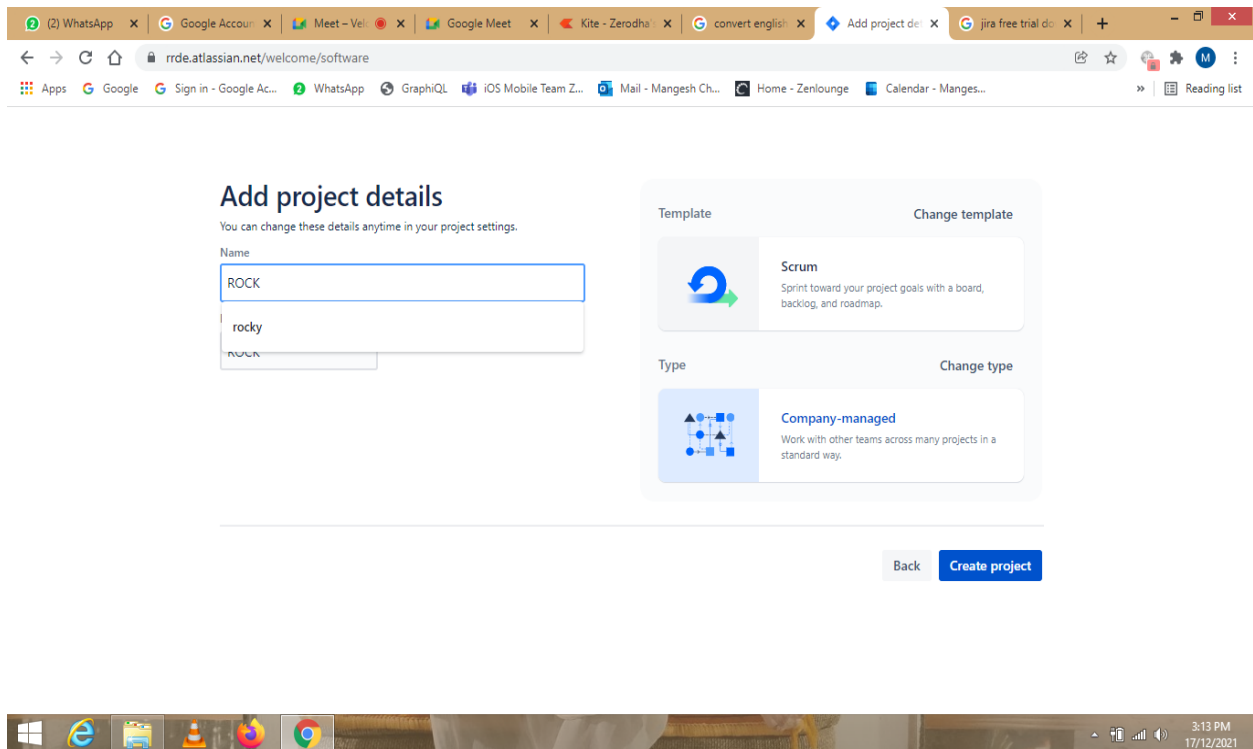 (2) WhatsApp
Google Accoun
Meet – Velo
Google Meet
Kite - Zerodha's
convert english
Add project det
jira free trial do
rrde.atlassian.net/welcome/software
M
Apps
Google
Sign in - Google Ac...
WhatsApp
GraphiQL
iOS Mobile Team Z...
Mail - Mangesh Ch...
Home - Zenlounge
Calendar - Manges...
»
Reading list
Add project details
You can change these details anytime in your project settings.
Name
ROCK
rocky
ROCK
Template
Change template
Scrum
Sprint toward your project goals with a board,
backlog, and roadmap.
Type
Change type
Company-managed
Work with other teams across many projects in a
standard way.
Back
Create project
3:13 PM
17/12/2021